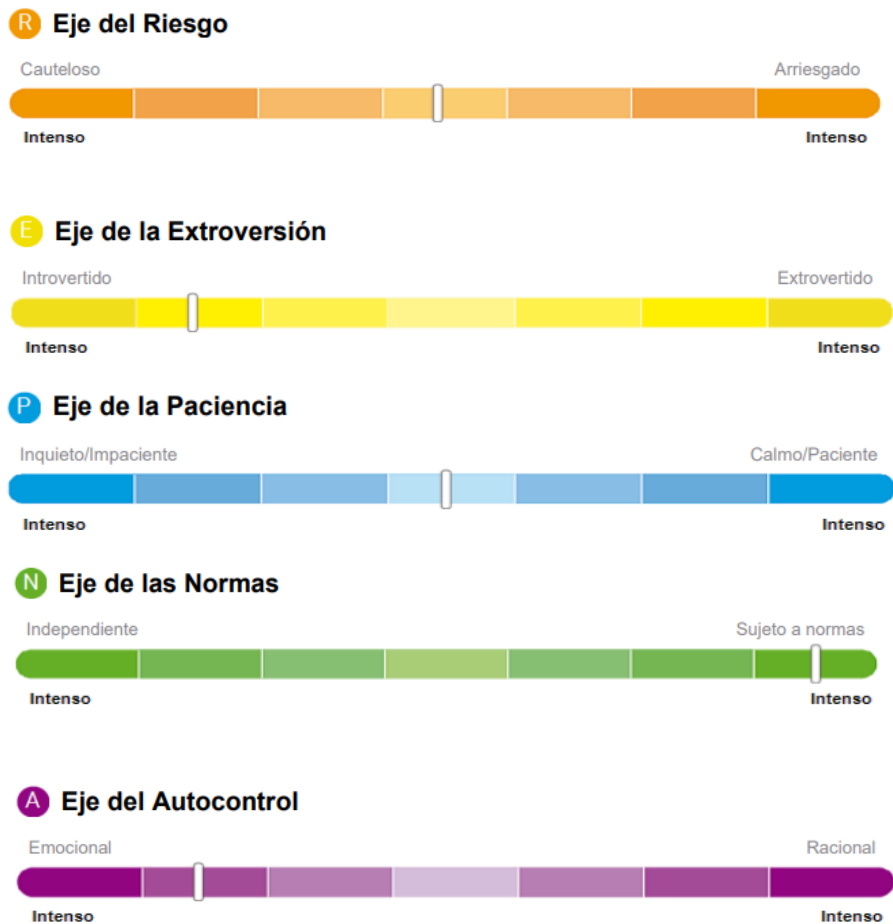 R Eje del Riesgo
Cauteloso Arriesgado
Intenso Intenso
E Eje de la Extroversión
Introvertido Extrovertido
Intenso Intenso
P Eje de la Paciencia
Inquieto/Impaciente Calmo/Paciente
Intenso Intenso
N Eje de las Normas
Independiente Sujeto a normas
Intenso Intenso
A Eje del Autocontrol
Emocional Racional
Intenso Intenso